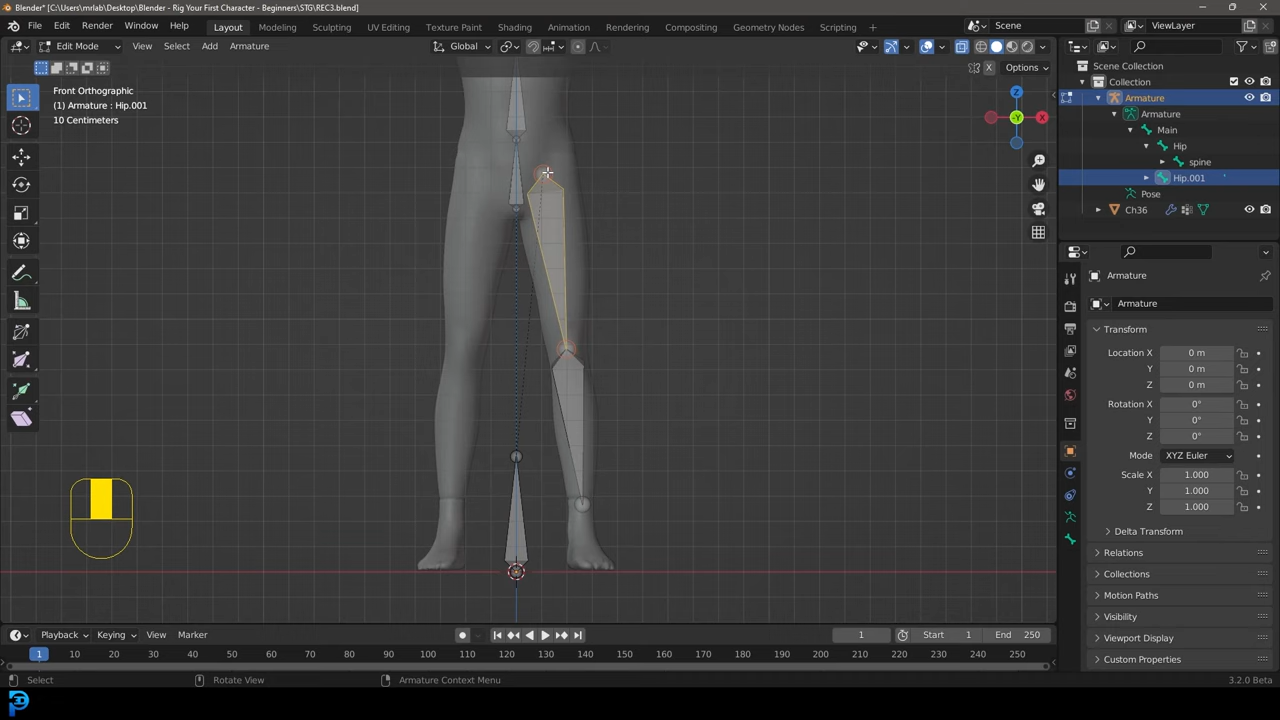 Blender* [C:\Users\mrlab\Desktop\Blender - Rig Your First Character - Beginners\STG\REC3.blend]
File Edit Render Window Help Layout Modeling Sculpting UV Editing Texture Paint Shading Animation Rendering Compositing Geometry Nodes Scripting Scene ViewLayer
Edit Mode View Select Add Armature Global
X Options
Front Orthographic
(1) Armature : Hip.001
10 Centimeters
Z
-Y
X
Scene Collection
Collection
Armature
Armature
Main
Hip
spine
Hip.001
Pose
Ch36
Armature
Armature
Transform
Location X 0 m
Y 0 m
Z 0 m
Rotation X 0°
Y 0°
Z 0°
Mode XYZ Euler
Scale X 1.000
Y 1.000
Z 1.000
Delta Transform
Relations
Collections
Motion Paths
Visibility
Viewport Display
Custom Properties
Playback Keying View Marker 1 Start 1 End 250
1 10 20 30 40 50 60 70 80 90 100 110 120 130 140 150 160 170 180 190 200 210 220 230 240 250
Select Rotate View Armature Context Menu 3.2.0 Beta